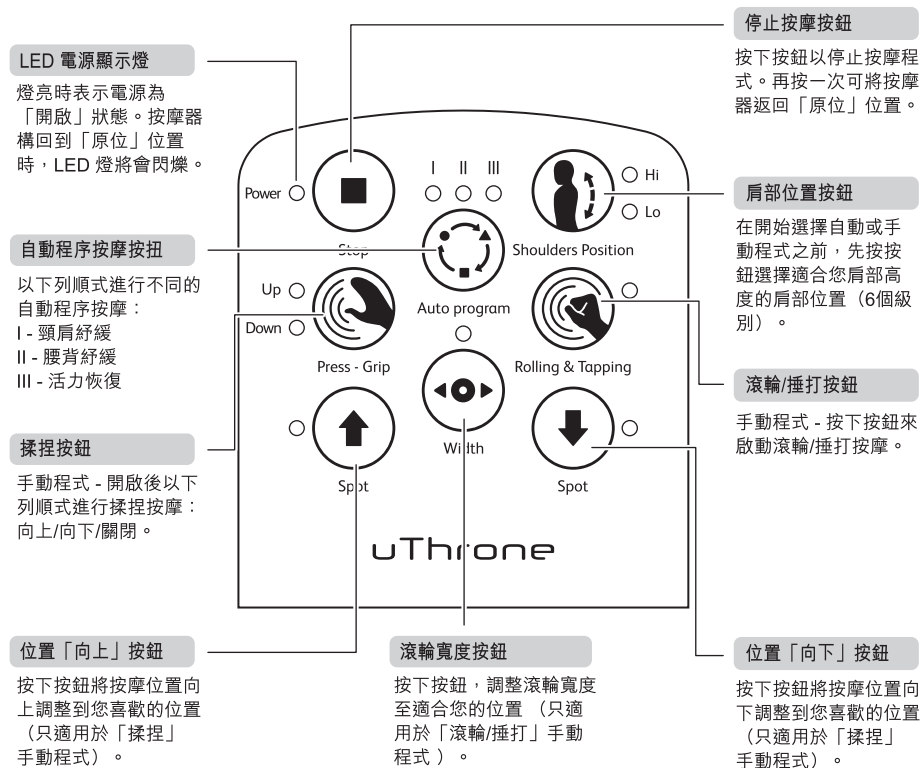 LED 電源顯示燈
燈亮時表示電源為
「開啟」狀態。按摩器
構回到「原位」位置
時，LED 燈將會閃爍。
自動程序按摩按扭
以下列順式進行不同的
自動程序按摩：
I - 頸肩紓緩
II - 腰背紓緩
III - 活力恢復
揉捏按鈕
手動程式 - 開啟後以下
列順式進行揉捏按摩：
向上/向下/關閉。
位置「向上」按鈕
按下按鈕將按摩位置向
上調整到您喜歡的位置
（只適用於「揉捏」
手動程式）。
Power
Stop
I II III
Auto program
Hi
Lo
Shoulders Position
Up
Down
Press - Grip
Rolling & Tapping
Width
Spot
Spot
uThrone
滾輪寬度按鈕
按下按鈕，調整滾輪寬度
至適合您的位置 （只適
用於「滾輪/捶打」手動
程式 ）。
停止按摩按鈕
按下按鈕以停止按摩程
式。再按一次可將按摩
器返回「原位」位置。
肩部位置按鈕
在開始選擇自動或手
動程式之前，先按按
鈕選擇適合您肩部高
度的肩部位置（6個級
別）。
滾輪/捶打按鈕
手動程式 - 按下按鈕來
啟動滾輪/捶打按摩。
位置「向下」按鈕
按下按鈕將按摩位置向
下調整到您喜歡的位置
（只適用於「揉捏」
手動程式）。